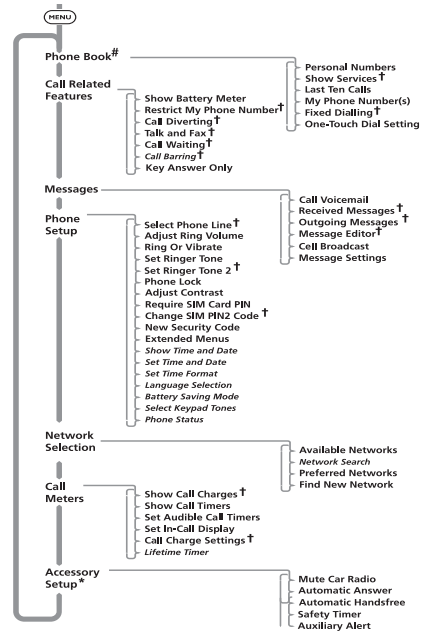 MENU
Phone Book#
Personal Numbers
Show Services†
Last Ten Calls
My Phone Number(s)
Fixed Dialling†
One-Touch Dial Setting
Call Related
Features
Show Battery Meter
Restrict My Phone Number†
Call Diverting†
Talk and Fax†
Call Waiting†
Call Barring†
Key Answer Only
Messages
Call Voicemail
Received Messages†
Outgoing Messages†
Message Editor†
Cell Broadcast
Message Settings
Phone
Setup
Select Phone Line†
Adjust Ring Volume
Ring Or Vibrate
Set Ringer Tone
Set Ringer Tone 2†
Phone Lock
Adjust Contrast
Require SIM Card PIN
Change SIM PIN2 Code†
New Security Code
Extended Menus
Show Time and Date
Set Time and Date
Set Time Format
Language Selection
Battery Saving Mode
Select Keypad Tones
Phone Status
Network
Selection
Available Networks
Network Search
Preferred Networks
Find New Network
Call
Meters
Show Call Charges†
Show Call Timers
Set Audible Call Timers
Set In-Call Display
Call Charge Settings†
Lifetime Timer
Accessory
Setup*
Mute Car Radio
Automatic Answer
Automatic Handsfree
Safety Timer
Auxiliary Alert